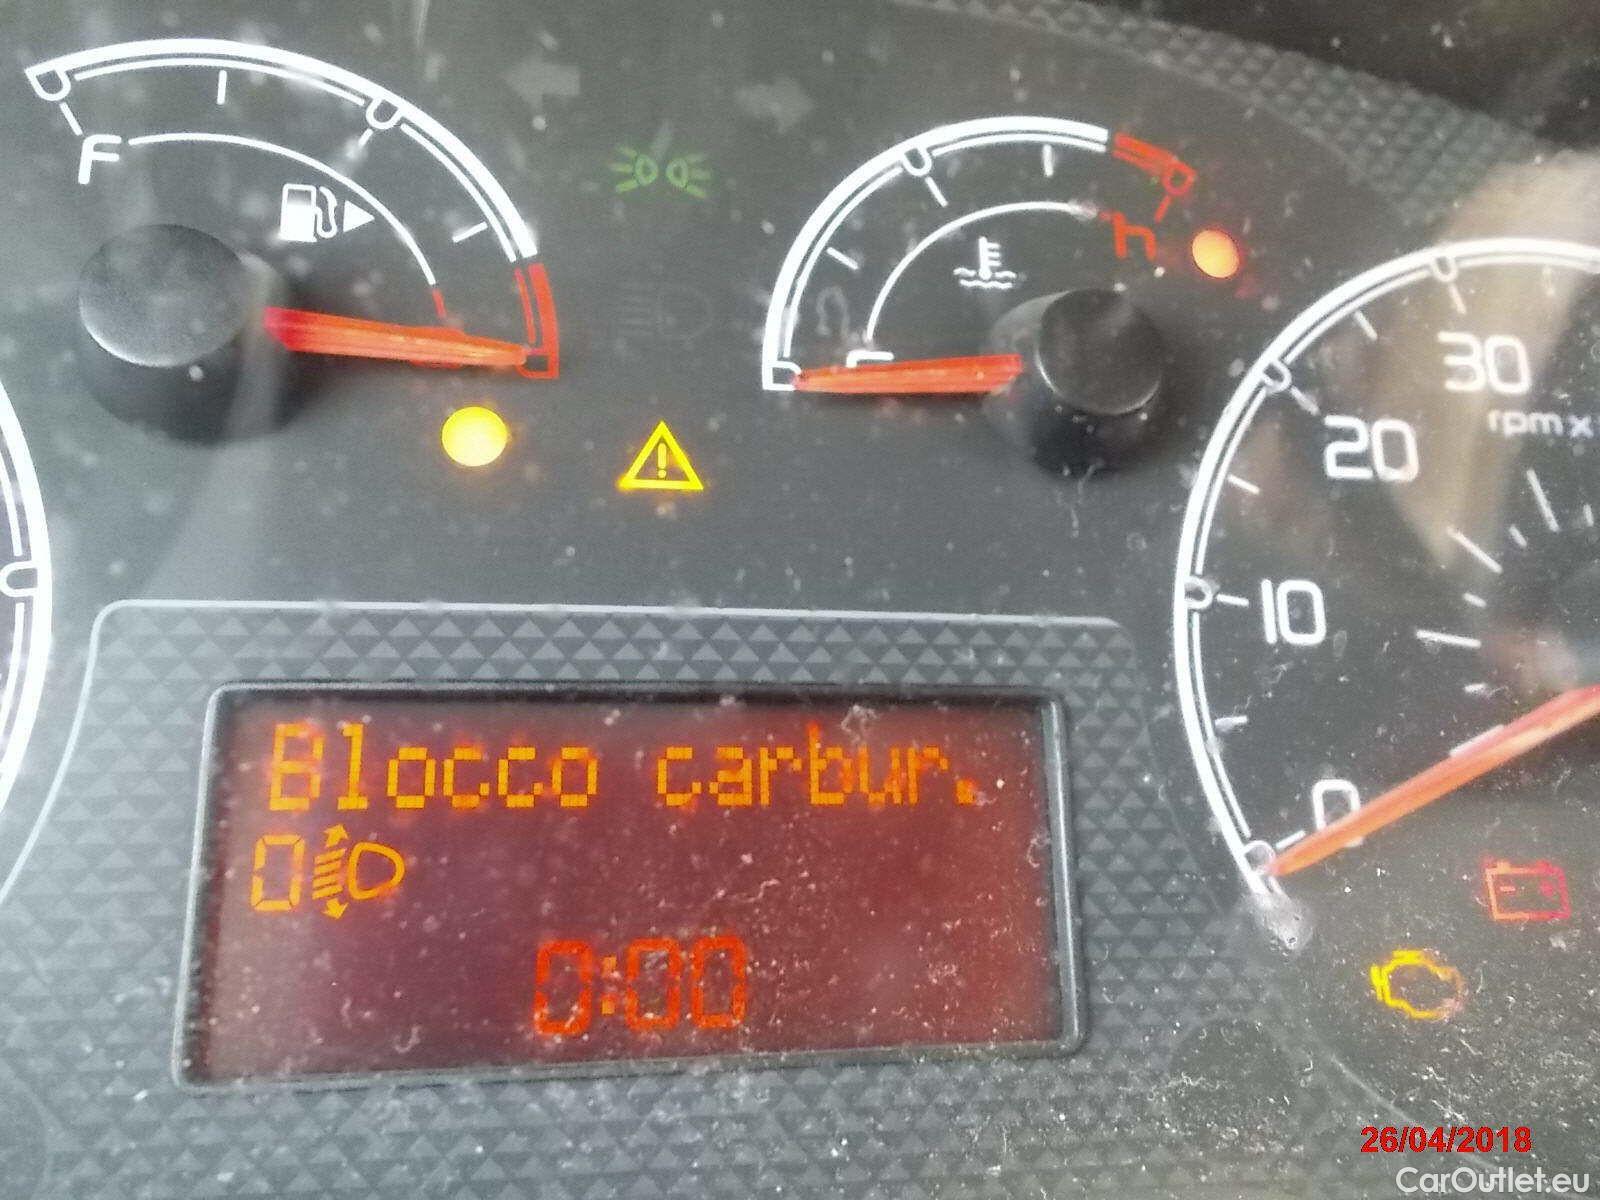 F
h
30
rpm x
20
10
0
Blocco carbur.
0
0:00
26/04/2018
CarOutlet.eu